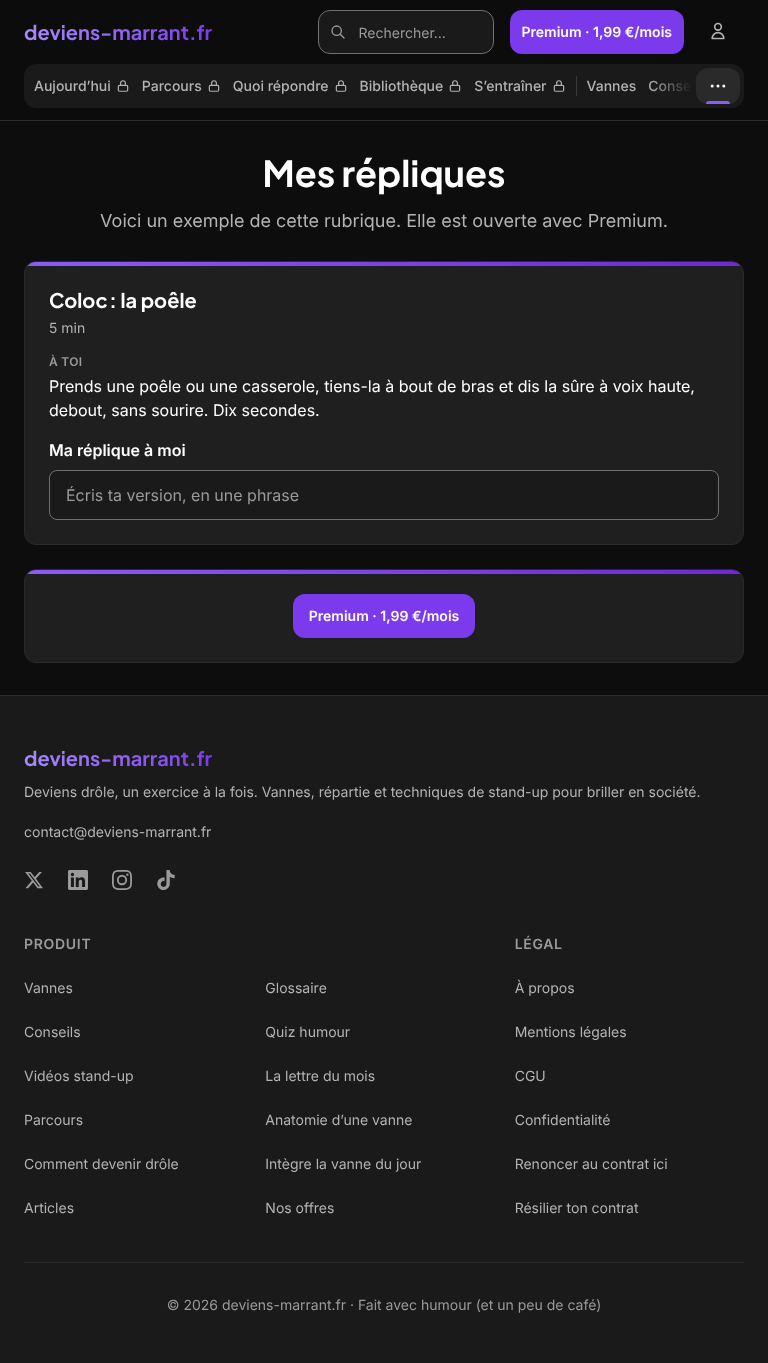 deviens-marrant.fr
Rechercher...
Premium · 1,99 €/mois
Aujourd’hui
Parcours
Quoi répondre
Bibliothèque
S’entraîner
Vannes
Mes répliques
Voici un exemple de cette rubrique. Elle est ouverte avec Premium.
Coloc : la poêle
5 min
À TOI
Prends une poêle ou une casserole, tiens-la à bout de bras et dis la sûre à voix haute,
debout, sans sourire. Dix secondes.
Ma réplique à moi
Écris ta version, en une phrase
Premium · 1,99 €/mois
deviens-marrant.fr
Deviens drôle, un exercice à la fois. Vannes, répartie et techniques de stand-up pour briller en société.
contact@deviens-marrant.fr
PRODUIT
Vannes
Conseils
Vidéos stand-up
Parcours
Comment devenir drôle
Articles
Glossaire
Quiz humour
La lettre du mois
Anatomie d’une vanne
Intègre la vanne du jour
Nos offres
LÉGAL
À propos
Mentions légales
CGU
Confidentialité
Renoncer au contrat ici
Résilier ton contrat
© 2026 deviens-marrant.fr · Fait avec humour (et un peu de café)